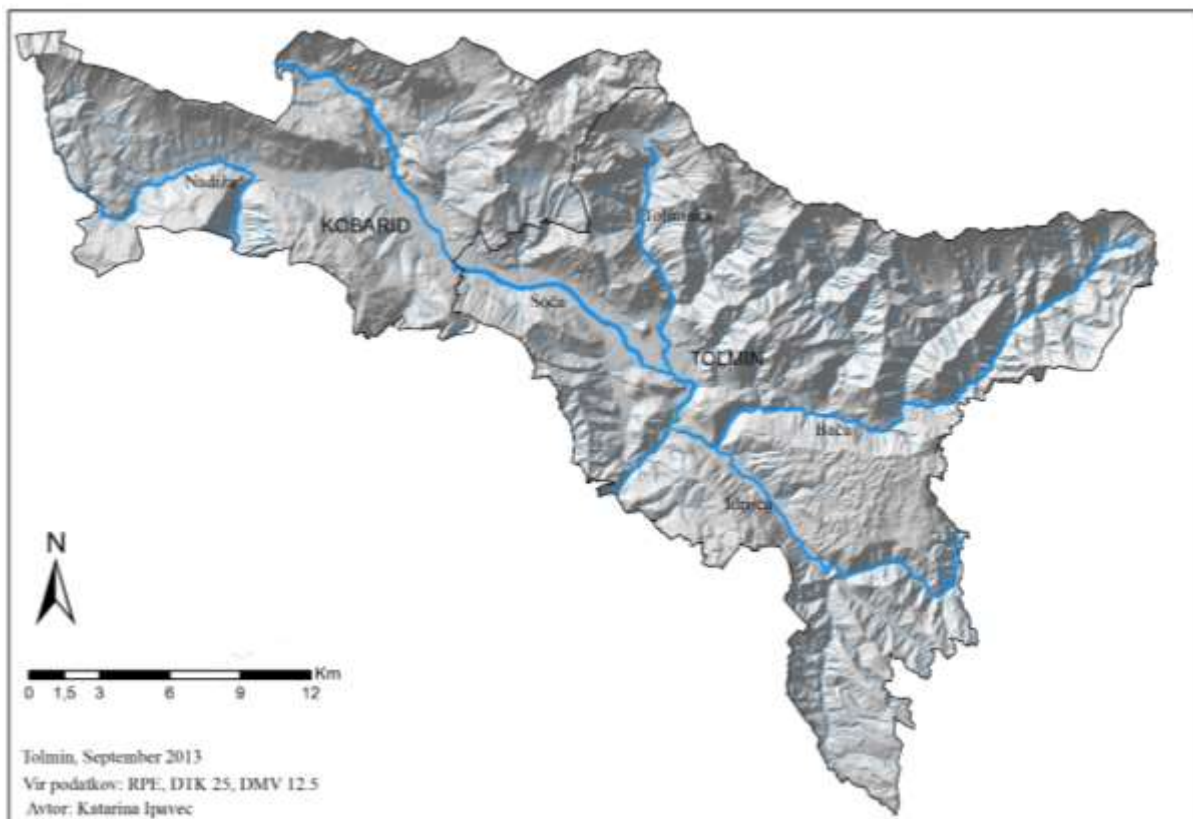 Nadiža
KOBARID
Tolminka
Soča
TOLMIN
Bača
Idrijca
N
Km
0 1,5 3 6 9 12
Tolmin, September 2013
Vir podatkov: RPE, DTK 25, DMV 12.5
Avtor: Katarina Ipavec